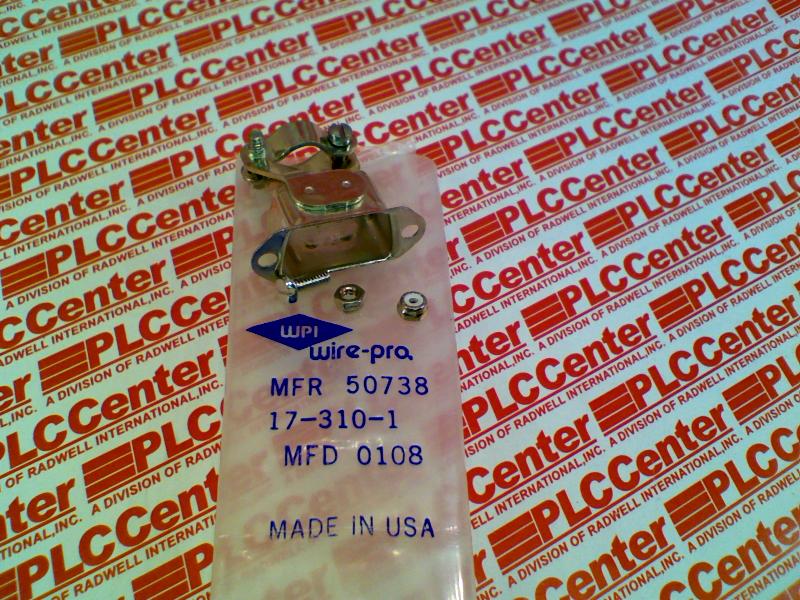 WPI
wire-pro
MFR 50738
17-310-1
MFD 0108
MADE IN USA
PLCCenter
A DIVISION OF RADWELL INTERNATIONAL,INC.